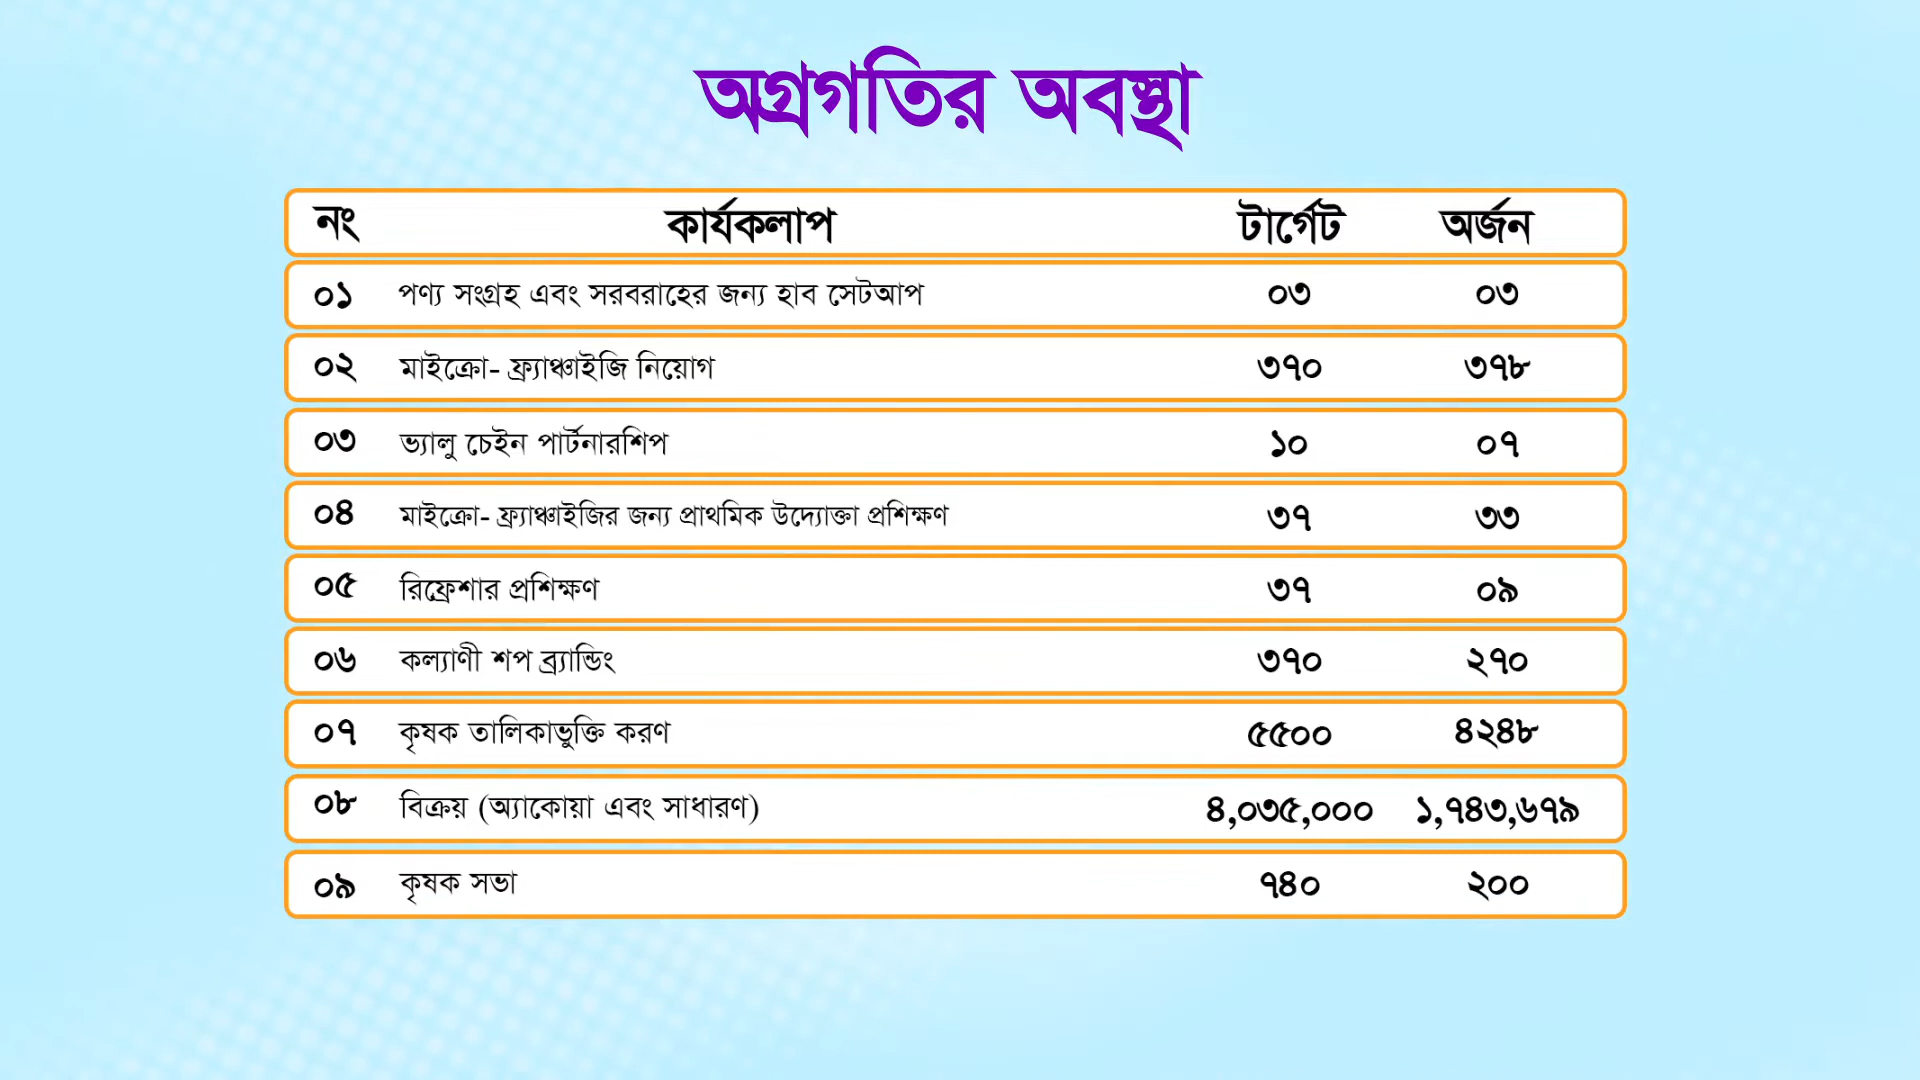 অগ্রগতির অবস্থা
নং কার্যকলাপ টার্গেট অর্জন
০১ পণ্য সংগ্রহ এবং সরবরাহের জন্য হাব সেটআপ ০৩ ০৩
০২ মাইক্রো- ফ্র্যাঞ্চাইজি নিয়োগ ৩৭০ ৩৭৮
০৩ ভ্যালু চেইন পার্টনারশিপ ১০ ০৭
০৪ মাইক্রো- ফ্র্যাঞ্চাইজির জন্য প্রাথমিক উদ্যোক্তা প্রশিক্ষণ ৩৭ ৩৩
০৫ রিফ্রেশার প্রশিক্ষণ ৩৭ ০৯
০৬ কল্যাণী শপ ব্র্যান্ডিং ৩৭০ ২৭০
০৭ কৃষক তালিকাভুক্তি করণ ৫৫০০ ৪২৪৮
০৮ বিক্রয় (অ্যাকোয়া এবং সাধারণ) ৪,০৩৫,০০০ ১,৭৪৩,৬৭৯
০৯ কৃষক সভা ৭৪০ ২০০